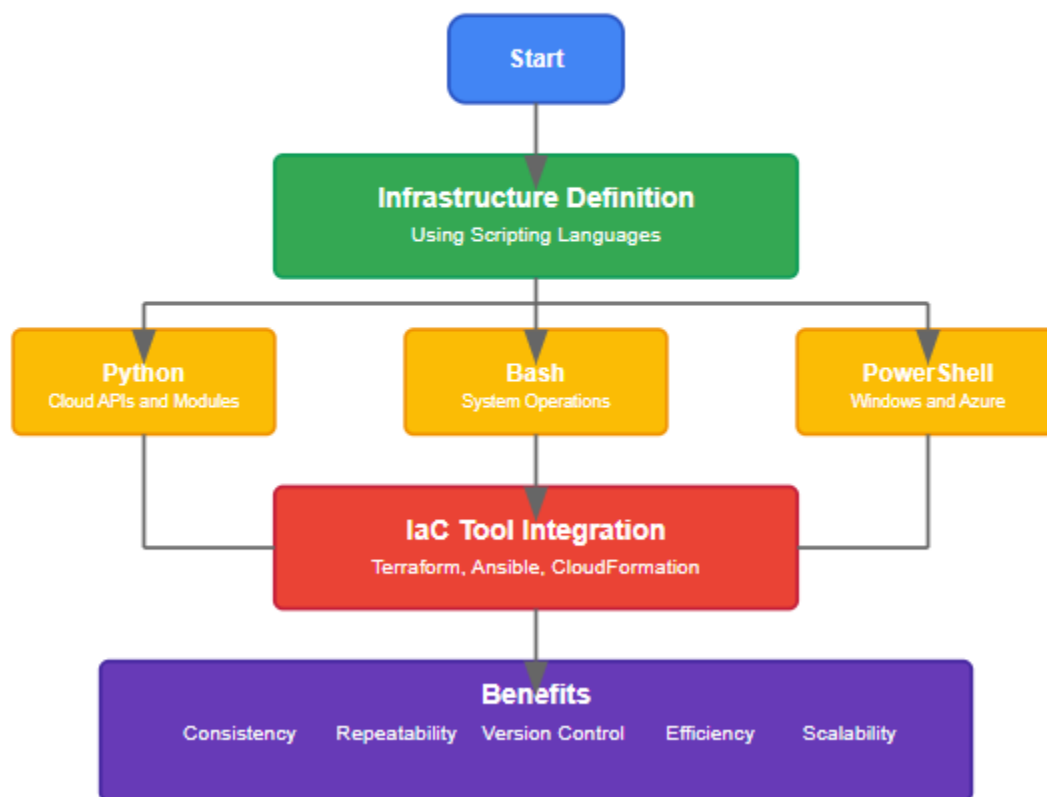 Start
Infrastructure Definition
Using Scripting Languages
Python
Cloud APIs and Modules
Bash
System Operations
PowerShell
Windows and Azure
IaC Tool Integration
Terraform, Ansible, CloudFormation
Benefits
Consistency Repeatability Version Control Efficiency Scalability